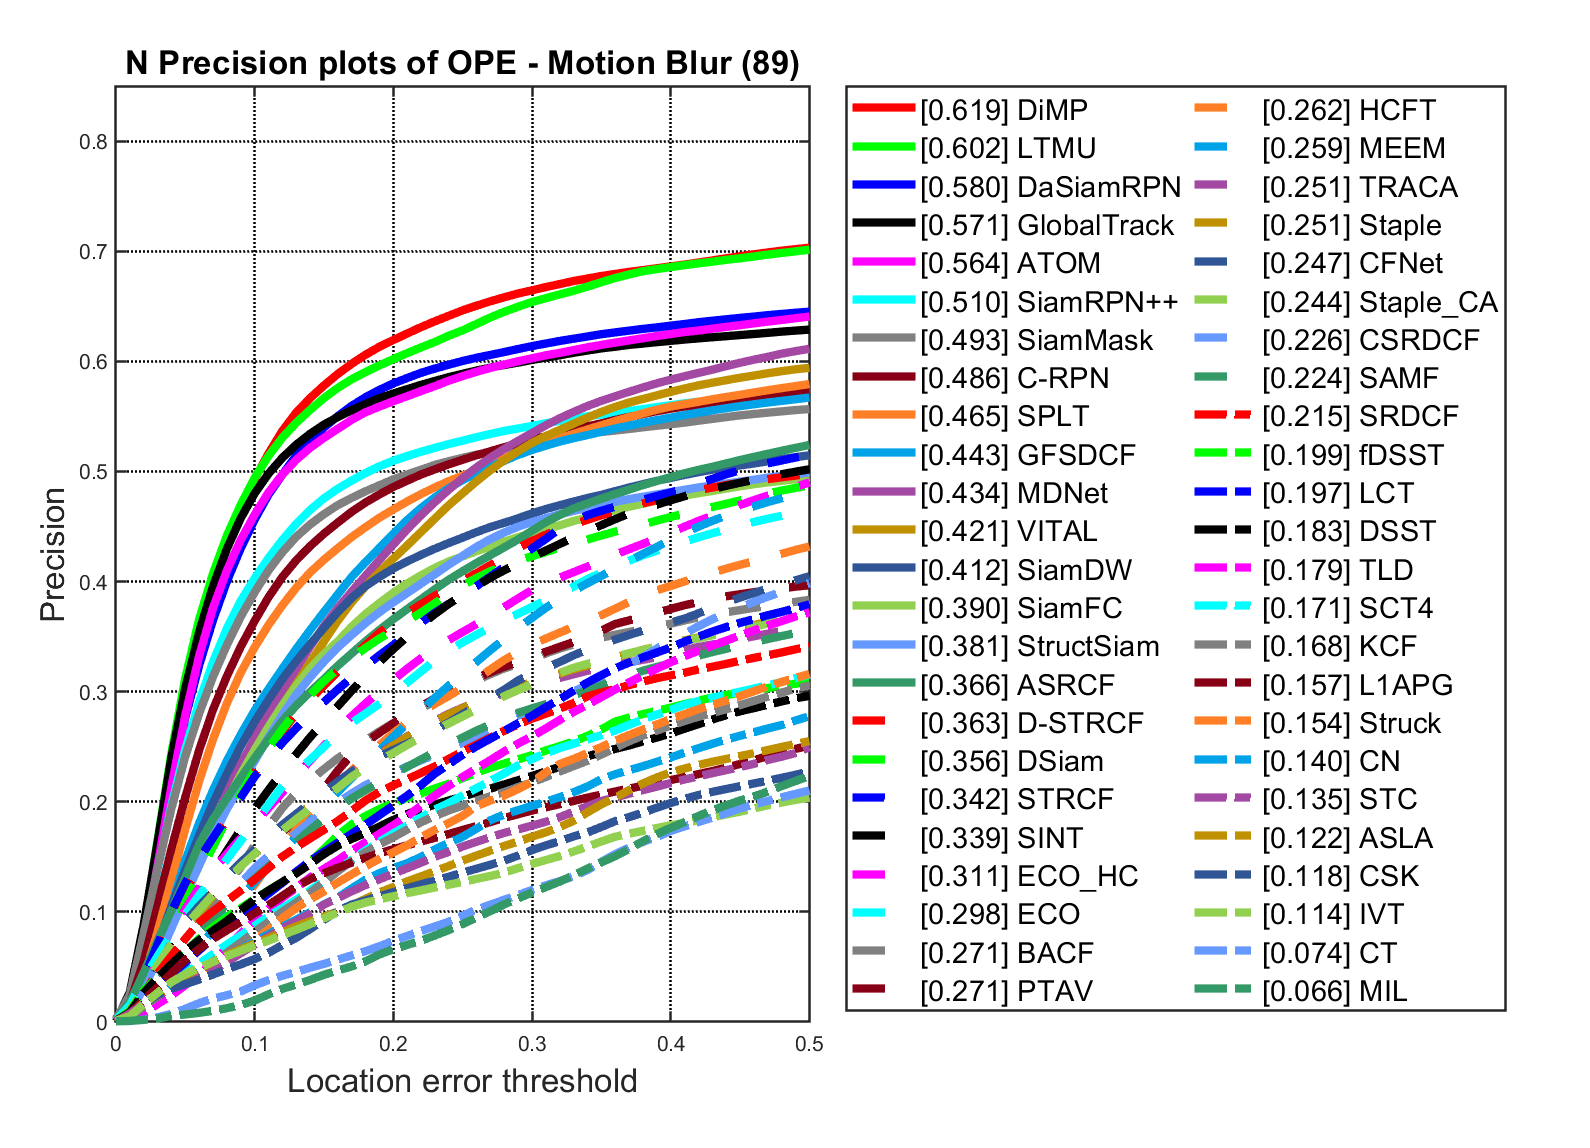 N Precision plots of OPE - Motion Blur (89)
0.8
0.7
0.6
0.5
0.4
0.3
0.2
0.1
0
Precision
0 0.1 0.2 0.3 0.4 0.5
Location error threshold
[0.619] DiMP
[0.602] LTMU
[0.580] DaSiamRPN
[0.571] GlobalTrack
[0.564] ATOM
[0.510] SiamRPN++
[0.493] SiamMask
[0.486] C-RPN
[0.465] SPLT
[0.443] GFSDCF
[0.434] MDNet
[0.421] VITAL
[0.412] SiamDW
[0.390] SiamFC
[0.381] StructSiam
[0.366] ASRCF
[0.363] D-STRCF
[0.356] DSiam
[0.342] STRCF
[0.339] SINT
[0.311] ECO_HC
[0.298] ECO
[0.271] BACF
[0.271] PTAV
[0.262] HCFT
[0.259] MEEM
[0.251] TRACA
[0.251] Staple
[0.247] CFNet
[0.244] Staple_CA
[0.226] CSRDCF
[0.224] SAMF
[0.215] SRDCF
[0.199] fDSST
[0.197] LCT
[0.183] DSST
[0.179] TLD
[0.171] SCT4
[0.168] KCF
[0.157] L1APG
[0.154] Struck
[0.140] CN
[0.135] STC
[0.122] ASLA
[0.118] CSK
[0.114] IVT
[0.074] CT
[0.066] MIL